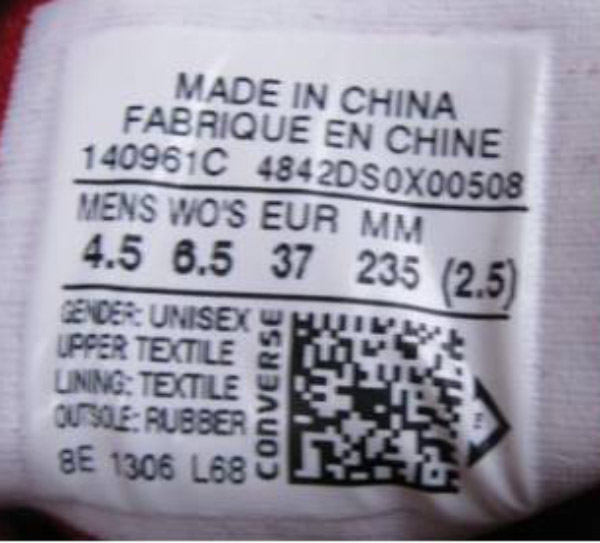 MADE IN CHINA
FABRIQUE EN CHINE
140961C 4842DS0X00508
MENS WO'S EUR MM
4.5 6.5 37 235 (2.5)
GENDER: UNISEX
UPPER TEXTILE
LINING: TEXTILE
OUTSOLE: RUBBER
8E 1306 L68
CONVERSE